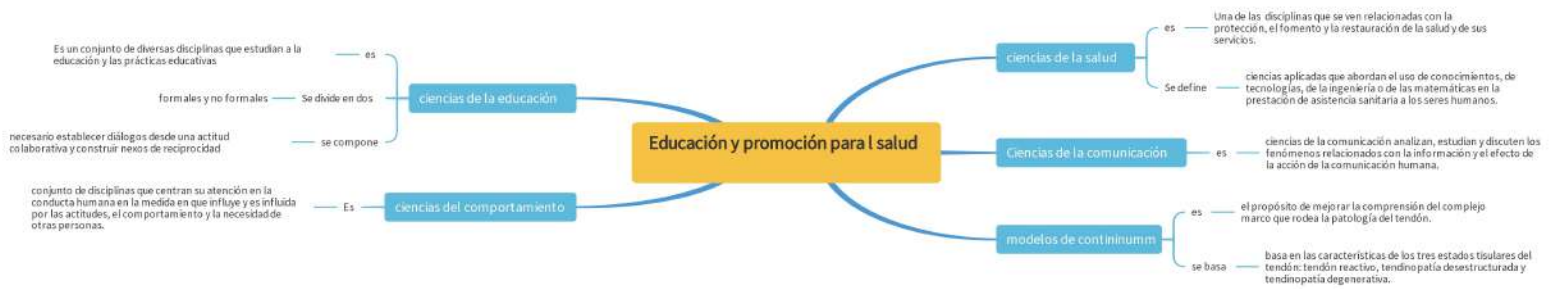 Educación y promoción para l salud
ciencias de la educación
es
Es un conjunto de diversas disciplinas que estudian a la
educación y las prácticas educativas
Se divide en dos
formales y no formales
se compone
necesario establecer diálogos desde una actitud
colaborativa y construir nexos de reciprocidad
ciencias del comportamiento
Es
conjunto de disciplinas que centran su atención en la
conducta humana en la medida en que influye y es influida
por las actitudes, el comportamiento y la necesidad de
otras personas.
ciencias de la salud
es
Una de las disciplinas que se ven relacionadas con la
protección, el fomento y la restauración de la salud y de sus
servicios.
Se define
ciencias aplicadas que abordan el uso de conocimientos, de
tecnologías, de la ingeniería o de las matemáticas en la
prestación de asistencia sanitaria a los seres humanos.
Ciencias de la comunicación
es
ciencias de la comunicación analizan, estudian y discuten los
fenómenos relacionados con la información y el efecto de
la acción de la comunicación humana.
modelos de contininumm
es
el propósito de mejorar la comprensión del complejo
marco que rodea la patología del tendón.
se basa
basa en las características de los tres estados tisulares del
tendón: tendón reactivo, tendinopatía desestructurada y
tendinopatía degenerativa.